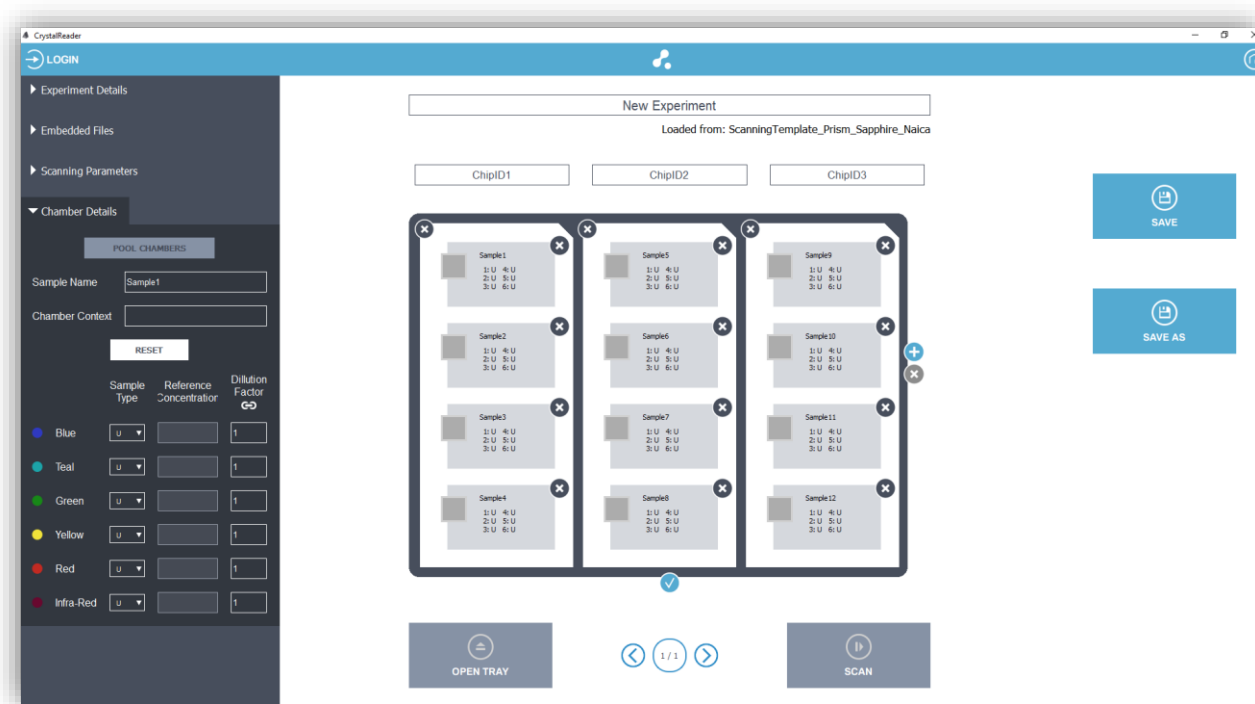 CrystalReader
LOGIN
Experiment Details
Embedded Files
Scanning Parameters
Chamber Details
POOL CHAMBERS
Sample Name Sample1
Chamber Context
RESET
Sample Type Reference Concentration Dillution Factor
Blue U 1
Teal U 1
Green U 1
Yellow U 1
Red U 1
Infra-Red U 1
New Experiment
Loaded from: ScanningTemplate_Prism_Sapphire_Naica
ChipID1 ChipID2 ChipID3
Sample1
1: U 4: U
2: U 5: U
3: U 6: U
Sample2
1: U 4: U
2: U 5: U
3: U 6: U
Sample3
1: U 4: U
2: U 5: U
3: U 6: U
Sample4
1: U 4: U
2: U 5: U
3: U 6: U
Sample5
1: U 4: U
2: U 5: U
3: U 6: U
Sample6
1: U 4: U
2: U 5: U
3: U 6: U
Sample7
1: U 4: U
2: U 5: U
3: U 6: U
Sample8
1: U 4: U
2: U 5: U
3: U 6: U
Sample9
1: U 4: U
2: U 5: U
3: U 6: U
Sample10
1: U 4: U
2: U 5: U
3: U 6: U
Sample11
1: U 4: U
2: U 5: U
3: U 6: U
Sample12
1: U 4: U
2: U 5: U
3: U 6: U
OPEN TRAY
1 / 1
SCAN
SAVE
SAVE AS